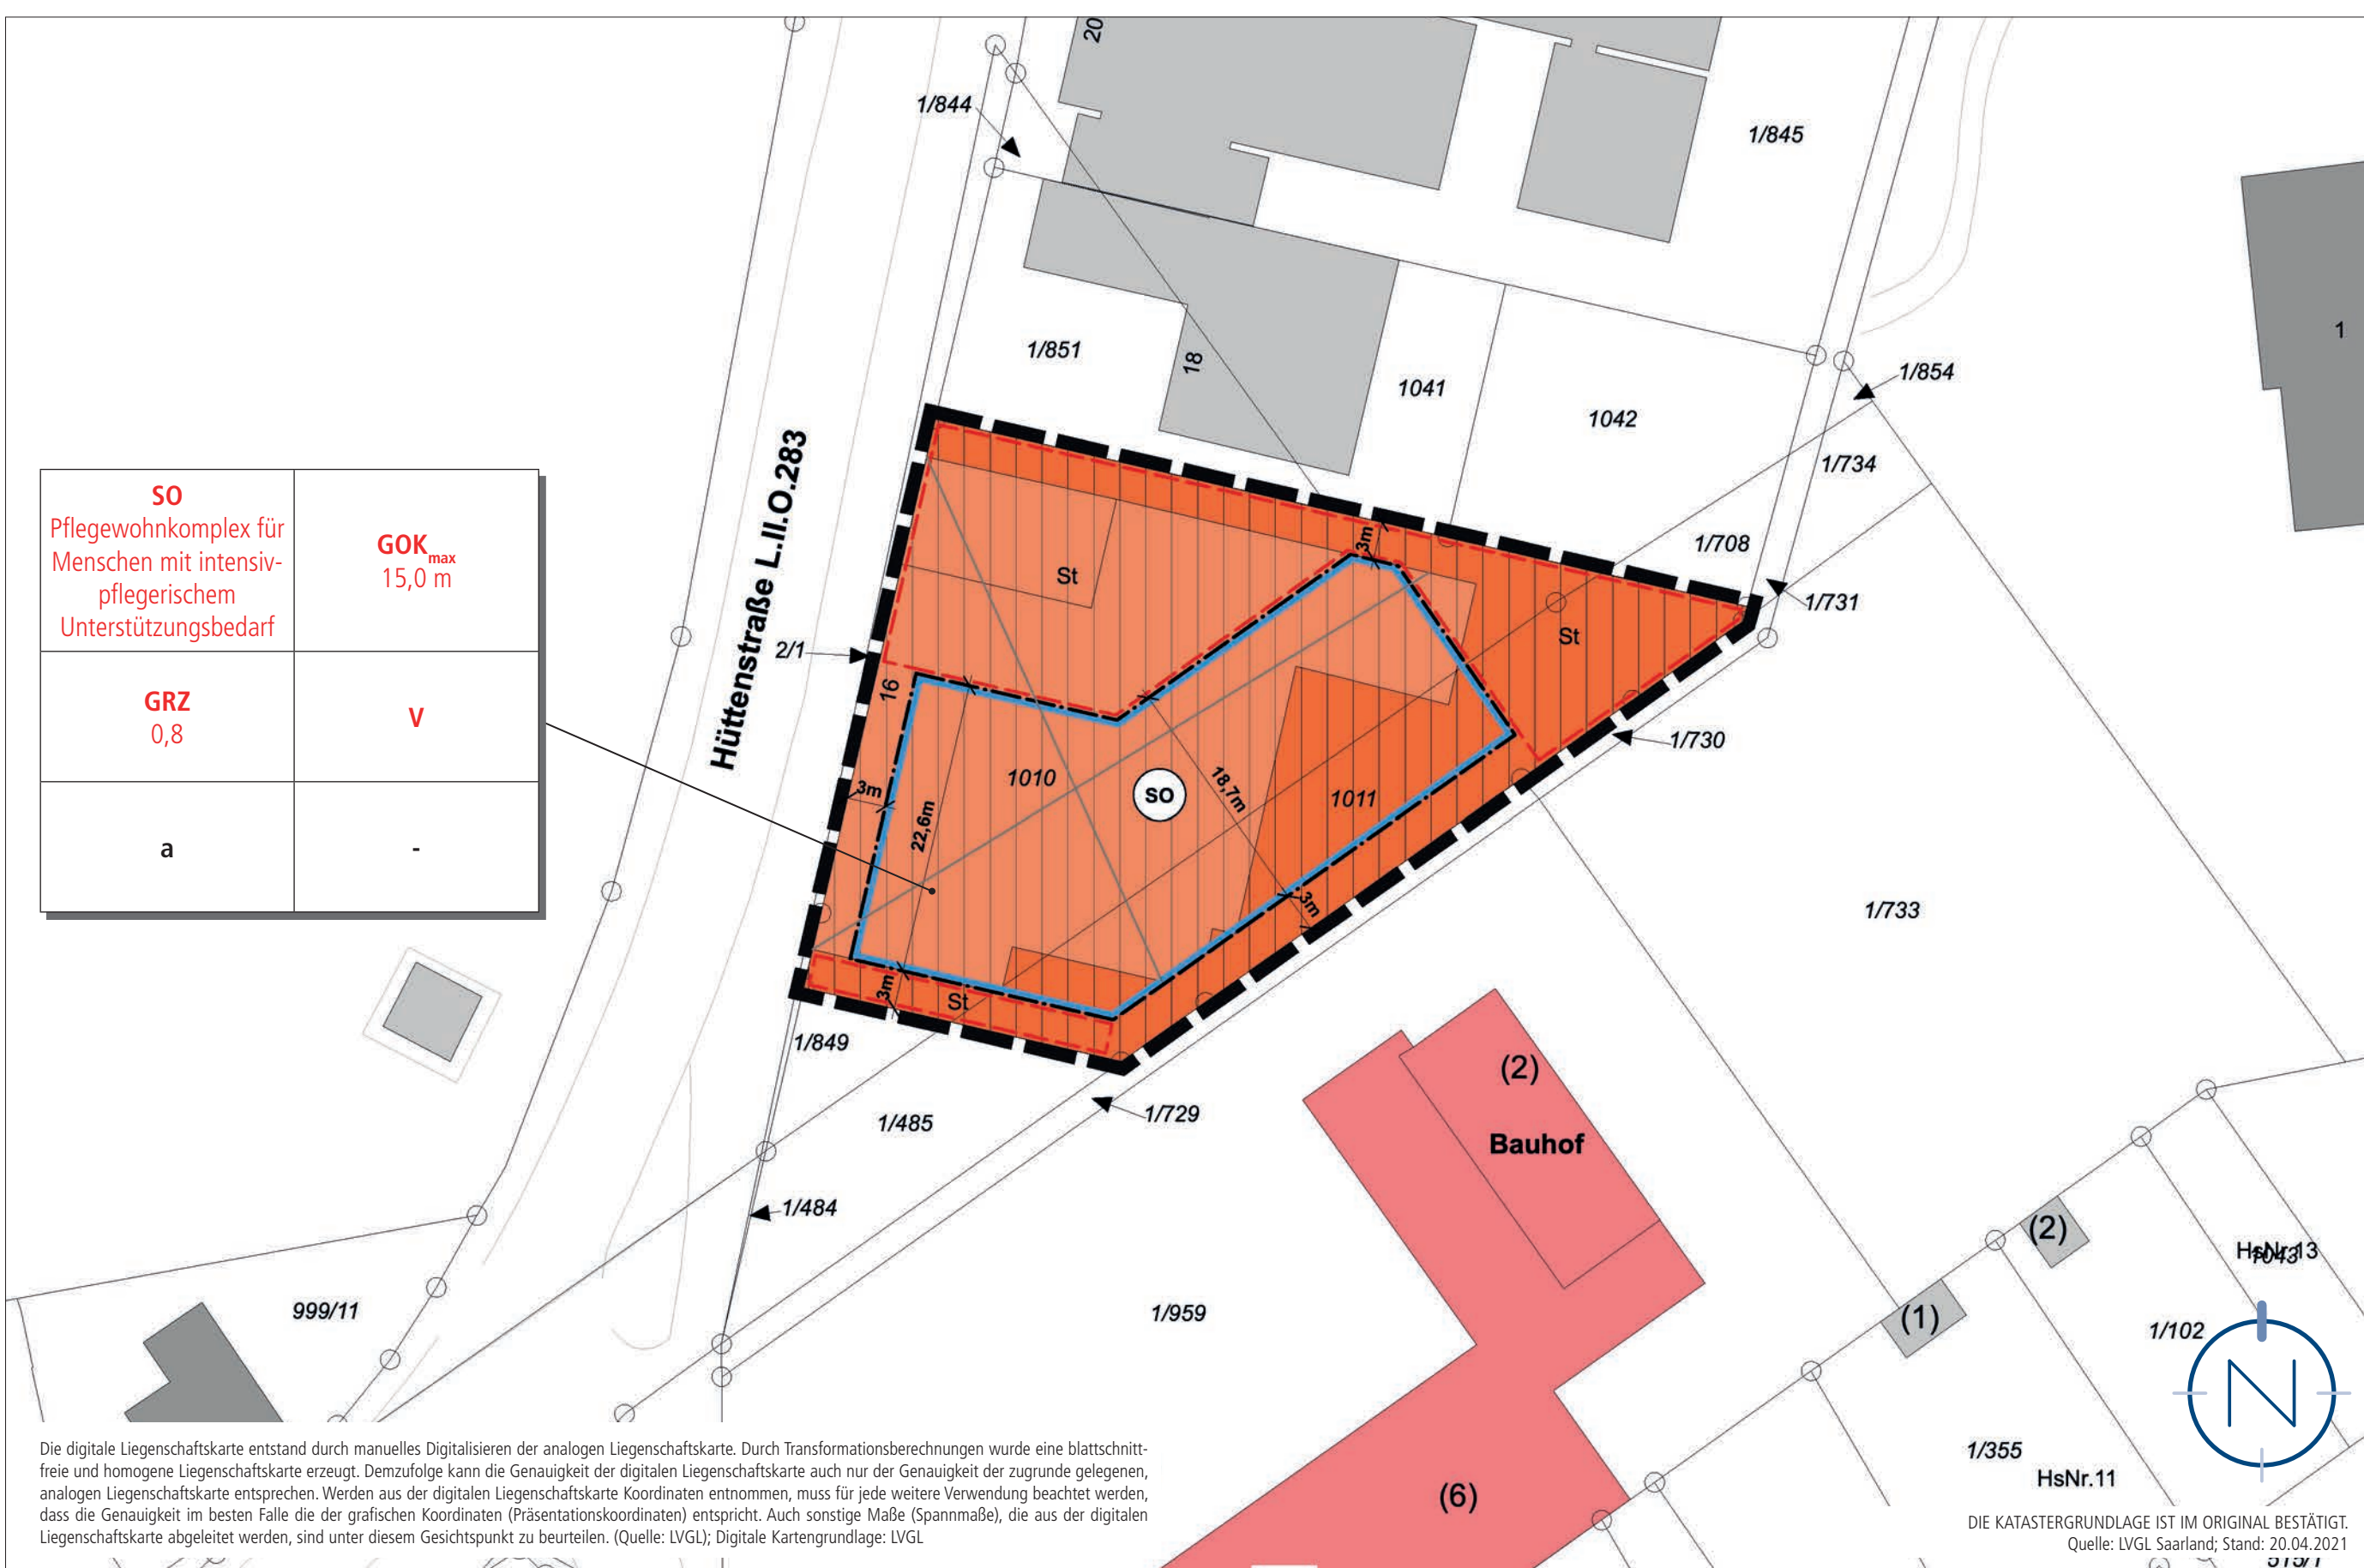 20
1/844
1/845
1
1/851
18
1041
1042
1/854
1/734
1/708
1/731
Hüttenstraße L.II.O.283
SO
Pflegewohnkomplex für
Menschen mit intensiv-
pflegerischem
Unterstützungsbedarf
GOKmax
15,0 m
GRZ
0,8
V
a
-
3m
St
St
2/1
16
1/730
1010
SO
18,7m
1011
3m
22,6m
3m
1/733
3m
St
1/849
1/485
1/729
(2)
Bauhof
1/484
(2)
HsNr.13
1043
999/11
1/959
(1)
1/102
N
1/355
HsNr.11
(6)
Die digitale Liegenschaftskarte entstand durch manuelles Digitalisieren der analogen Liegenschaftskarte. Durch Transformationsberechnungen wurde eine blattschnitt-
freie und homogene Liegenschaftskarte erzeugt. Demzufolge kann die Genauigkeit der digitalen Liegenschaftskarte auch nur der Genauigkeit der zugrunde gelegenen,
analogen Liegenschaftskarte entsprechen. Werden aus der digitalen Liegenschaftskarte Koordinaten entnommen, muss für jede weitere Verwendung beachtet werden,
dass die Genauigkeit im besten Falle die der grafischen Koordinaten (Präsentationskoordinaten) entspricht. Auch sonstige Maße (Spannmaße), die aus der digitalen
Liegenschaftskarte abgeleitet werden, sind unter diesem Gesichtspunkt zu beurteilen. (Quelle: LVGL); Digitale Kartengrundlage: LVGL
DIE KATASTERGRUNDLAGE IST IM ORIGINAL BESTÄTIGT.
Quelle: LVGL Saarland; Stand: 20.04.2021